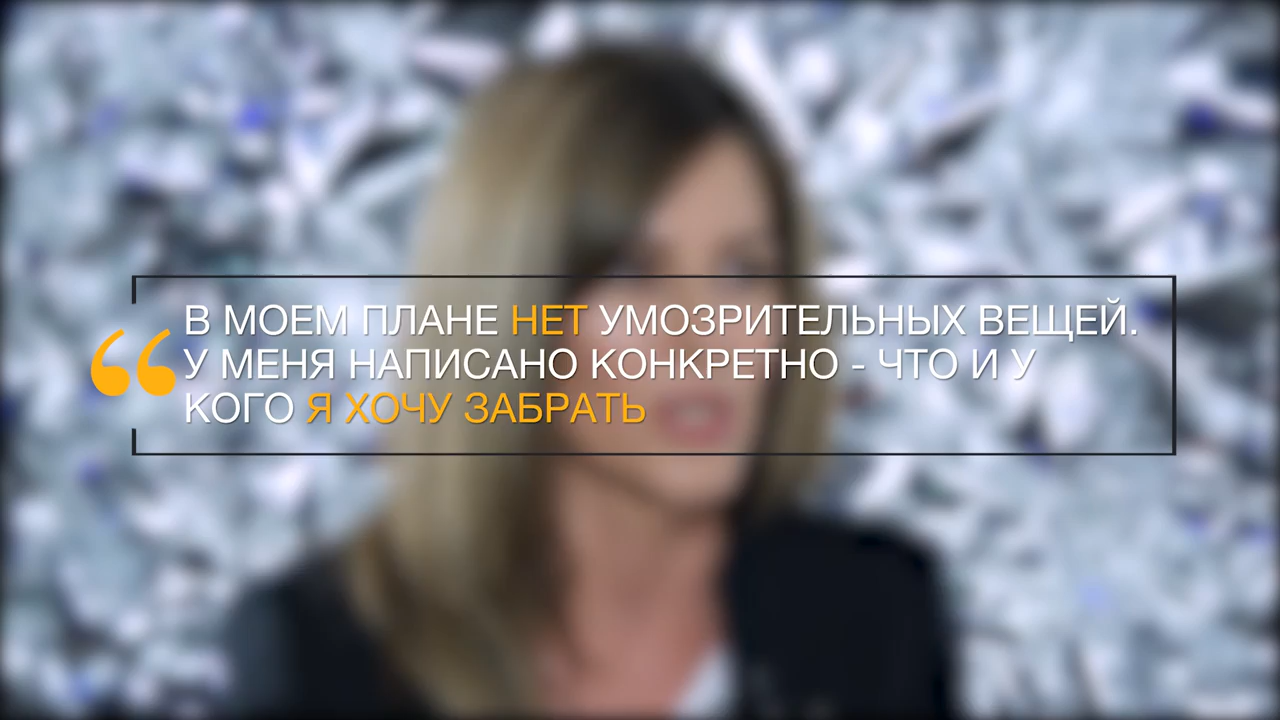 “
В МОЕМ ПЛАНЕ НЕТ УМОЗРИТЕЛЬНЫХ ВЕЩЕЙ.
У МЕНЯ НАПИСАНО КОНКРЕТНО - ЧТО И У
КОГО Я ХОЧУ ЗАБРАТЬ